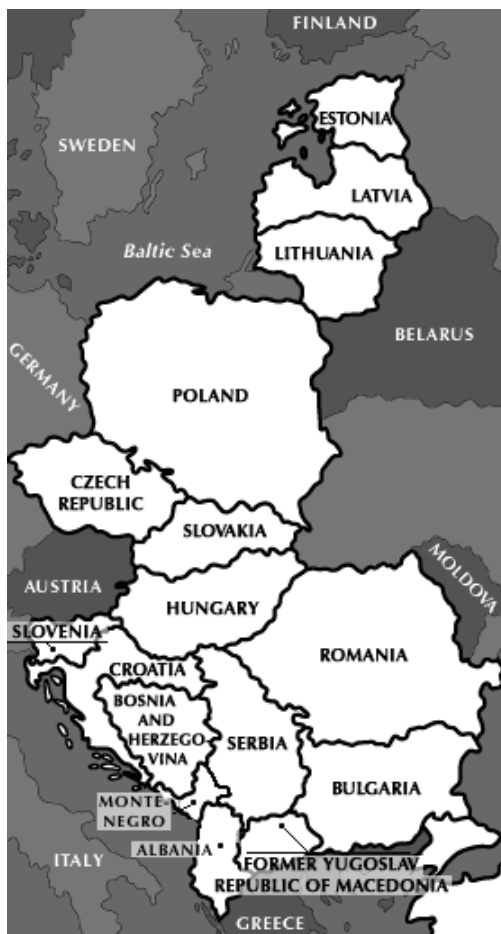 FINLAND
ESTONIA
SWEDEN
LATVIA
Baltic Sea
LITHUANIA
BELARUS
GERMANY
POLAND
CZECH
REPUBLIC
SLOVAKIA
MOLDOVA
AUSTRIA
HUNGARY
SLOVENIA
ROMANIA
CROATIA
BOSNIA
AND
HERZEGO
VINA
SERBIA
BULGARIA
MONTE-
NEGRO
ALBANIA
ITALY
FORMER YUGOSLAV
REPUBLIC OF MACEDONIA
GREECE